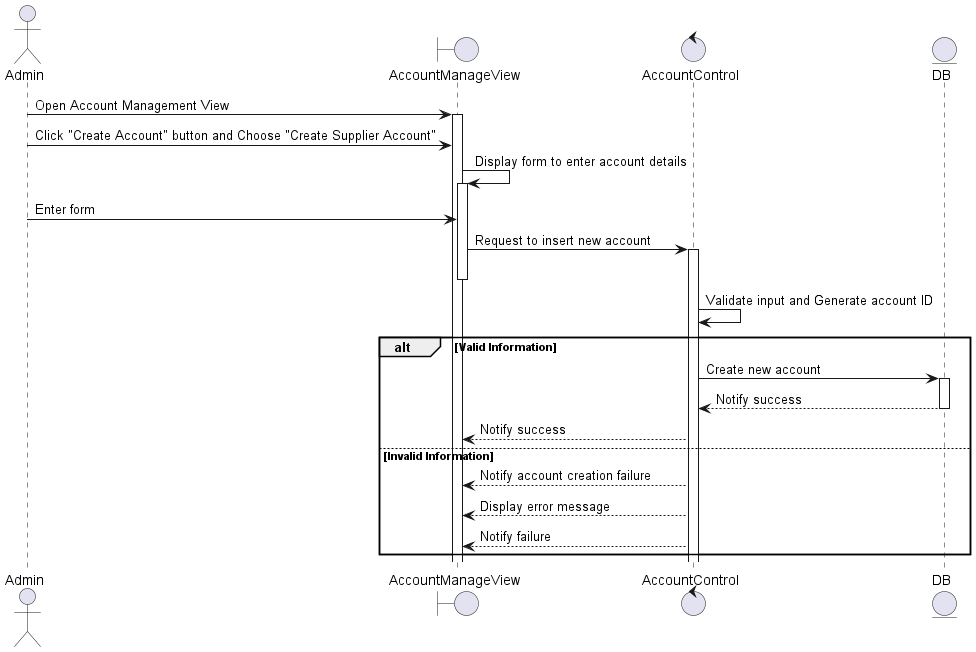 Admin
AccountManageView
AccountControl
DB
Open Account Management View
Click "Create Account" button and Choose "Create Supplier Account"
Display form to enter account details
Enter form
Request to insert new account
Validate input and Generate account ID
alt
[Valid Information]
Create new account
Notify success
Notify success
[Invalid Information]
Notify account creation failure
Display error message
Notify failure
Admin
AccountManageView
AccountControl
DB